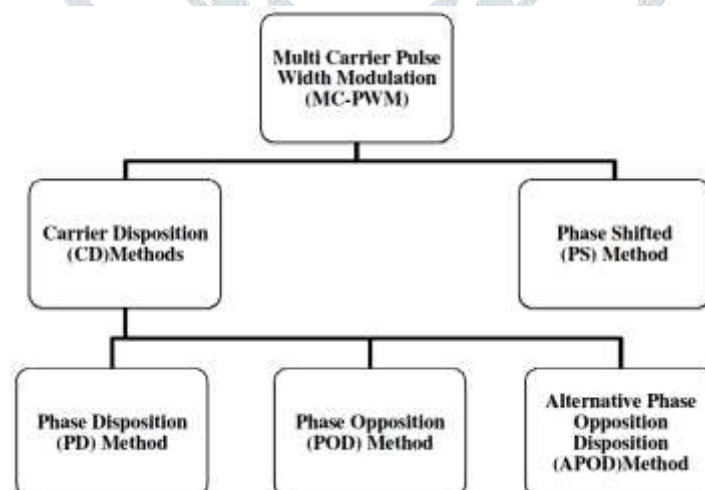 Multi Carrier Pulse
Width Modulation
(MC-PWM)
Carrier Disposition
(CD)Methods
Phase Shifted
(PS) Method
Phase Disposition
(PD) Method
Phase Opposition
(POD) Method
Alternative Phase
Opposition
Disposition
(APOD)Method